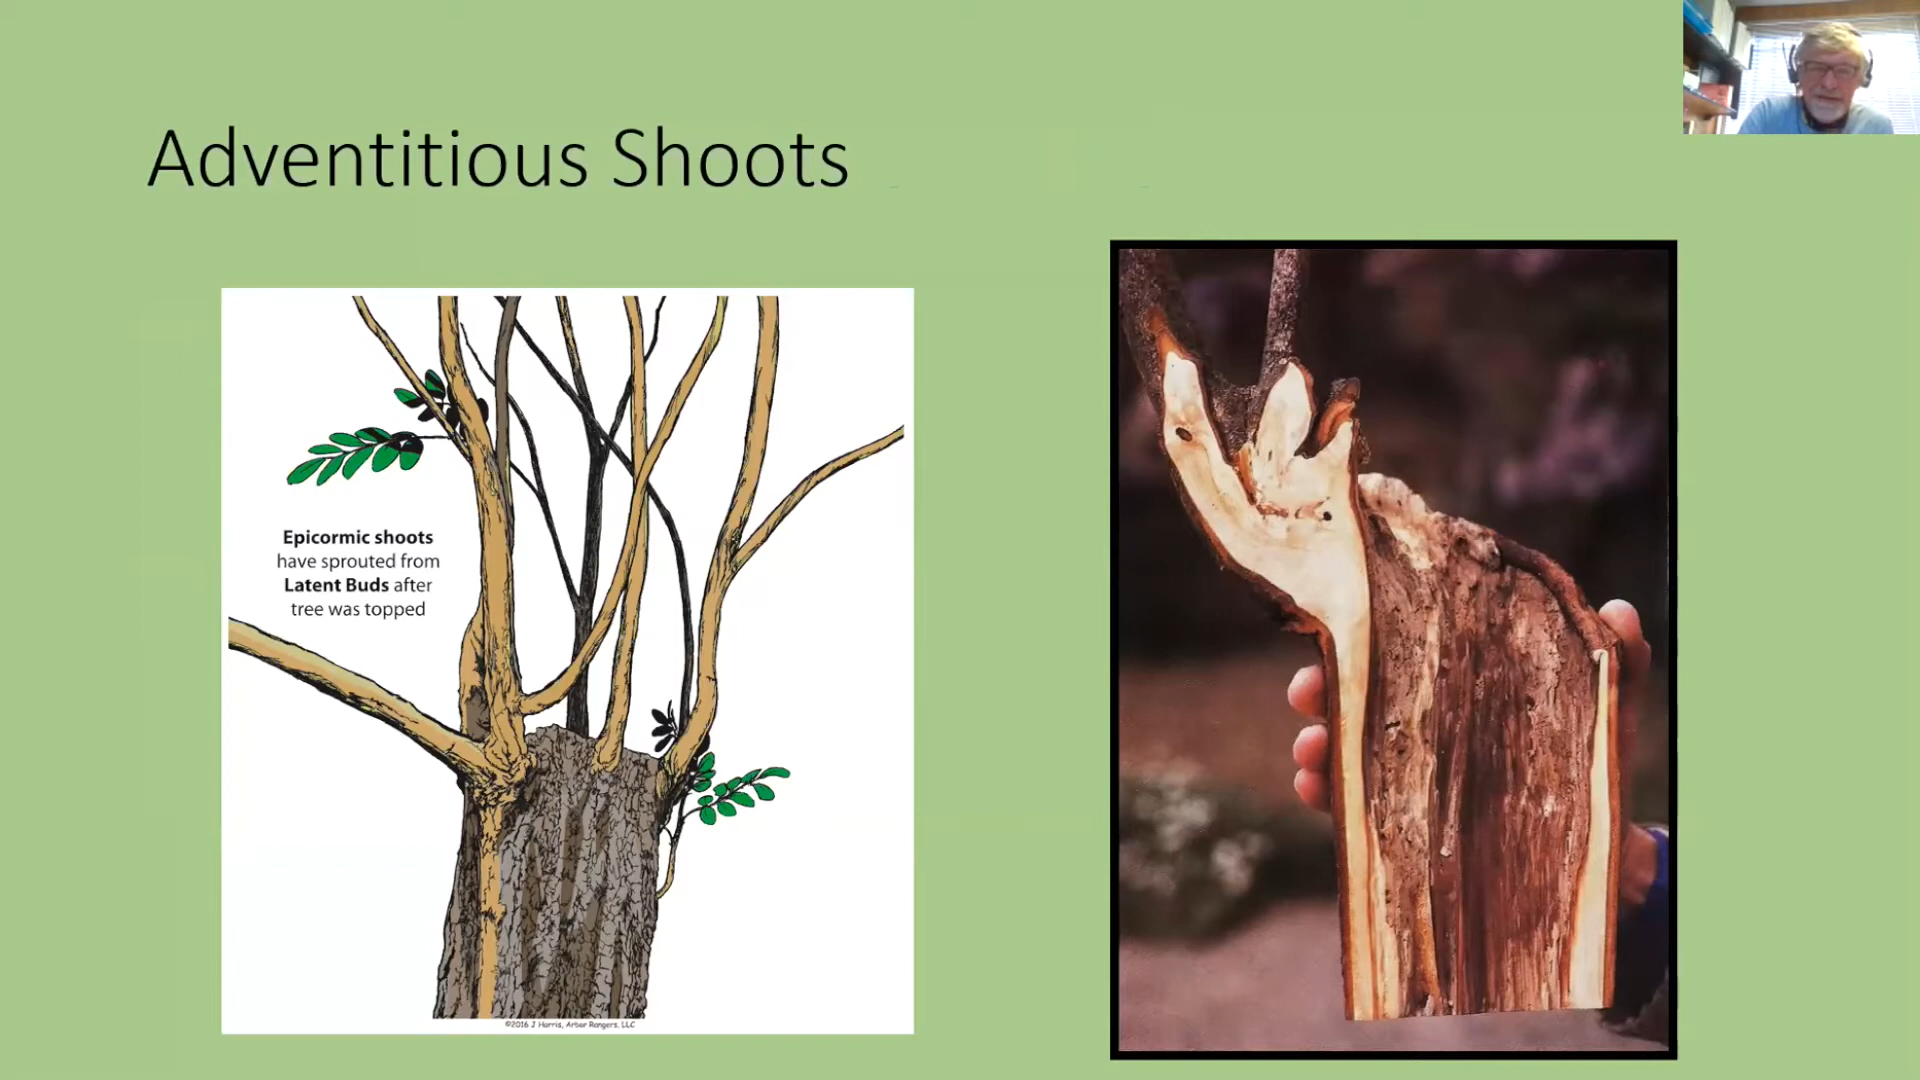 Adventitious Shoots
Epicormic shoots
have sprouted from
Latent Buds after
tree was topped
©2016 J Harris, Arbor Rangers, LLC